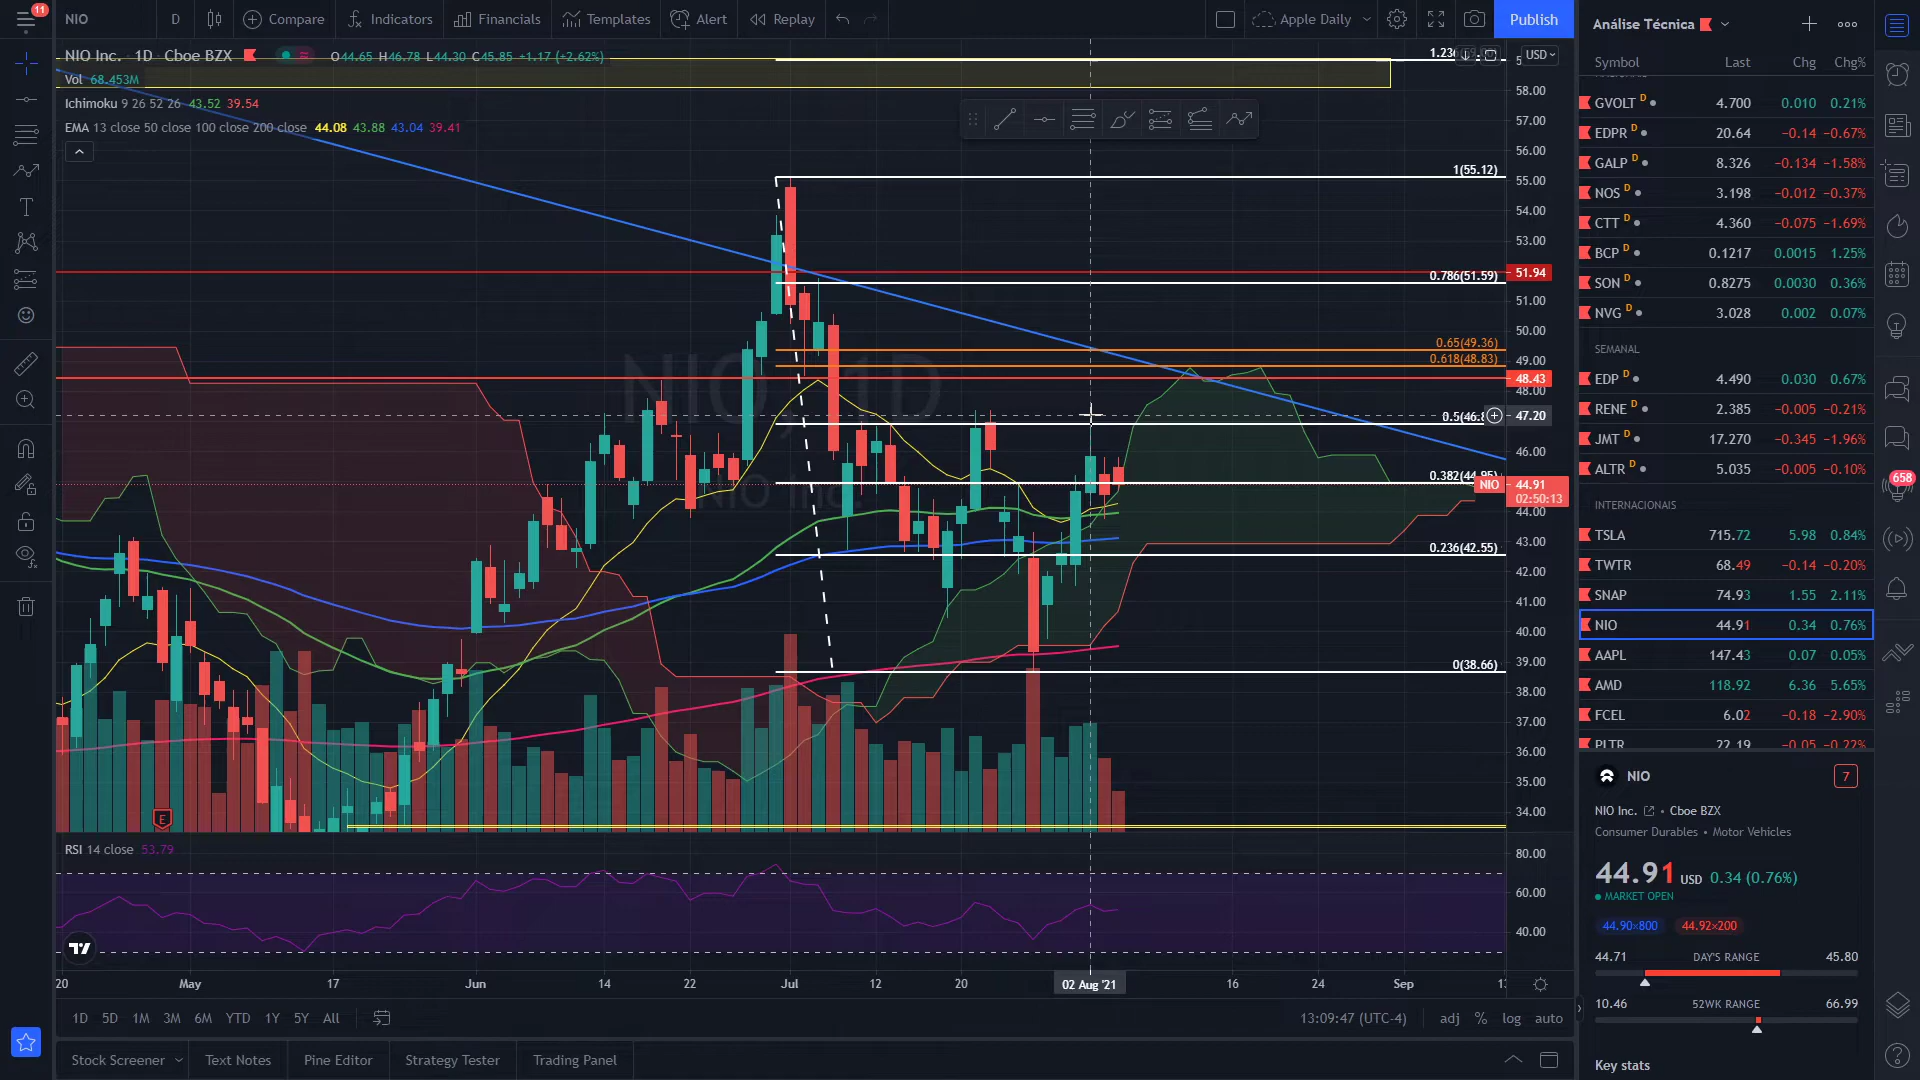 11
NIO D Compare Indicators Financials Templates Alert Replay Apple Daily Publish
NIO Inc. · 1D · Cboe BZX O44.65 H46.78 L44.30 C45.85 +1.17 (+2.62%)
Vol 68.453M
Ichimoku 9 26 52 26 43.52 39.54
EMA 13 close 50 close 100 close 200 close 44.08 43.88 43.04 39.41
USD
58.00
57.00
56.00
55.00
54.00
53.00
51.94
51.00
50.00
49.00
48.43
48.00
47.20
46.00
NIO 44.91
02:50:13
44.00
43.00
42.00
41.00
40.00
39.00
38.00
37.00
36.00
35.00
34.00
1(55.12)
0.786(51.59)
0.65(49.36)
0.618(48.83)
0.382(44.95)
0.236(42.55)
0(38.66)
NIO, 1D
NIO Inc.
E
RSI 14 close 53.79
80.00
60.00
40.00
20 May 17 Jun 14 22 Jul 12 20 02 Aug '21 16 24 Sep
1D 5D 1M 3M 6M YTD 1Y 5Y All 13:09:47 (UTC-4) adj % log auto
Stock Screener Text Notes Pine Editor Strategy Tester Trading Panel
Análise Técnica
Symbol Last Chg Chg%
GVOLT D 4.700 0.010 0.21%
EDPR D 20.64 −0.14 −0.67%
GALP D 8.326 −0.134 −1.58%
NOS D 3.198 −0.012 −0.37%
CTT D 4.360 −0.075 −1.69%
BCP D 0.1217 0.0015 1.25%
SON D 0.8275 0.0030 0.36%
NVG D 3.028 0.002 0.07%
SEMANAL
EDP D 4.490 0.030 0.67%
RENE D 2.385 −0.005 −0.21%
JMT D 17.270 −0.345 −1.96%
ALTR D 5.035 −0.005 −0.10%
INTERNACIONAIS
TSLA 715.72 5.98 0.84%
TWTR 68.49 −0.14 −0.20%
SNAP 74.93 1.55 2.11%
NIO 44.91 0.34 0.76%
AAPL 147.43 0.07 0.05%
AMD 118.92 6.36 5.65%
FCEL 6.02 −0.18 −2.90%
PLTR 22.19 −0.05 −0.22%
NIO 7
NIO Inc. • Cboe BZX
Consumer Durables • Motor Vehicles
44.91 USD 0.34 (0.76%)
MARKET OPEN
44.90×800 44.92×200
44.71 DAY'S RANGE 45.80
10.46 52WK RANGE 66.99
Key stats
658